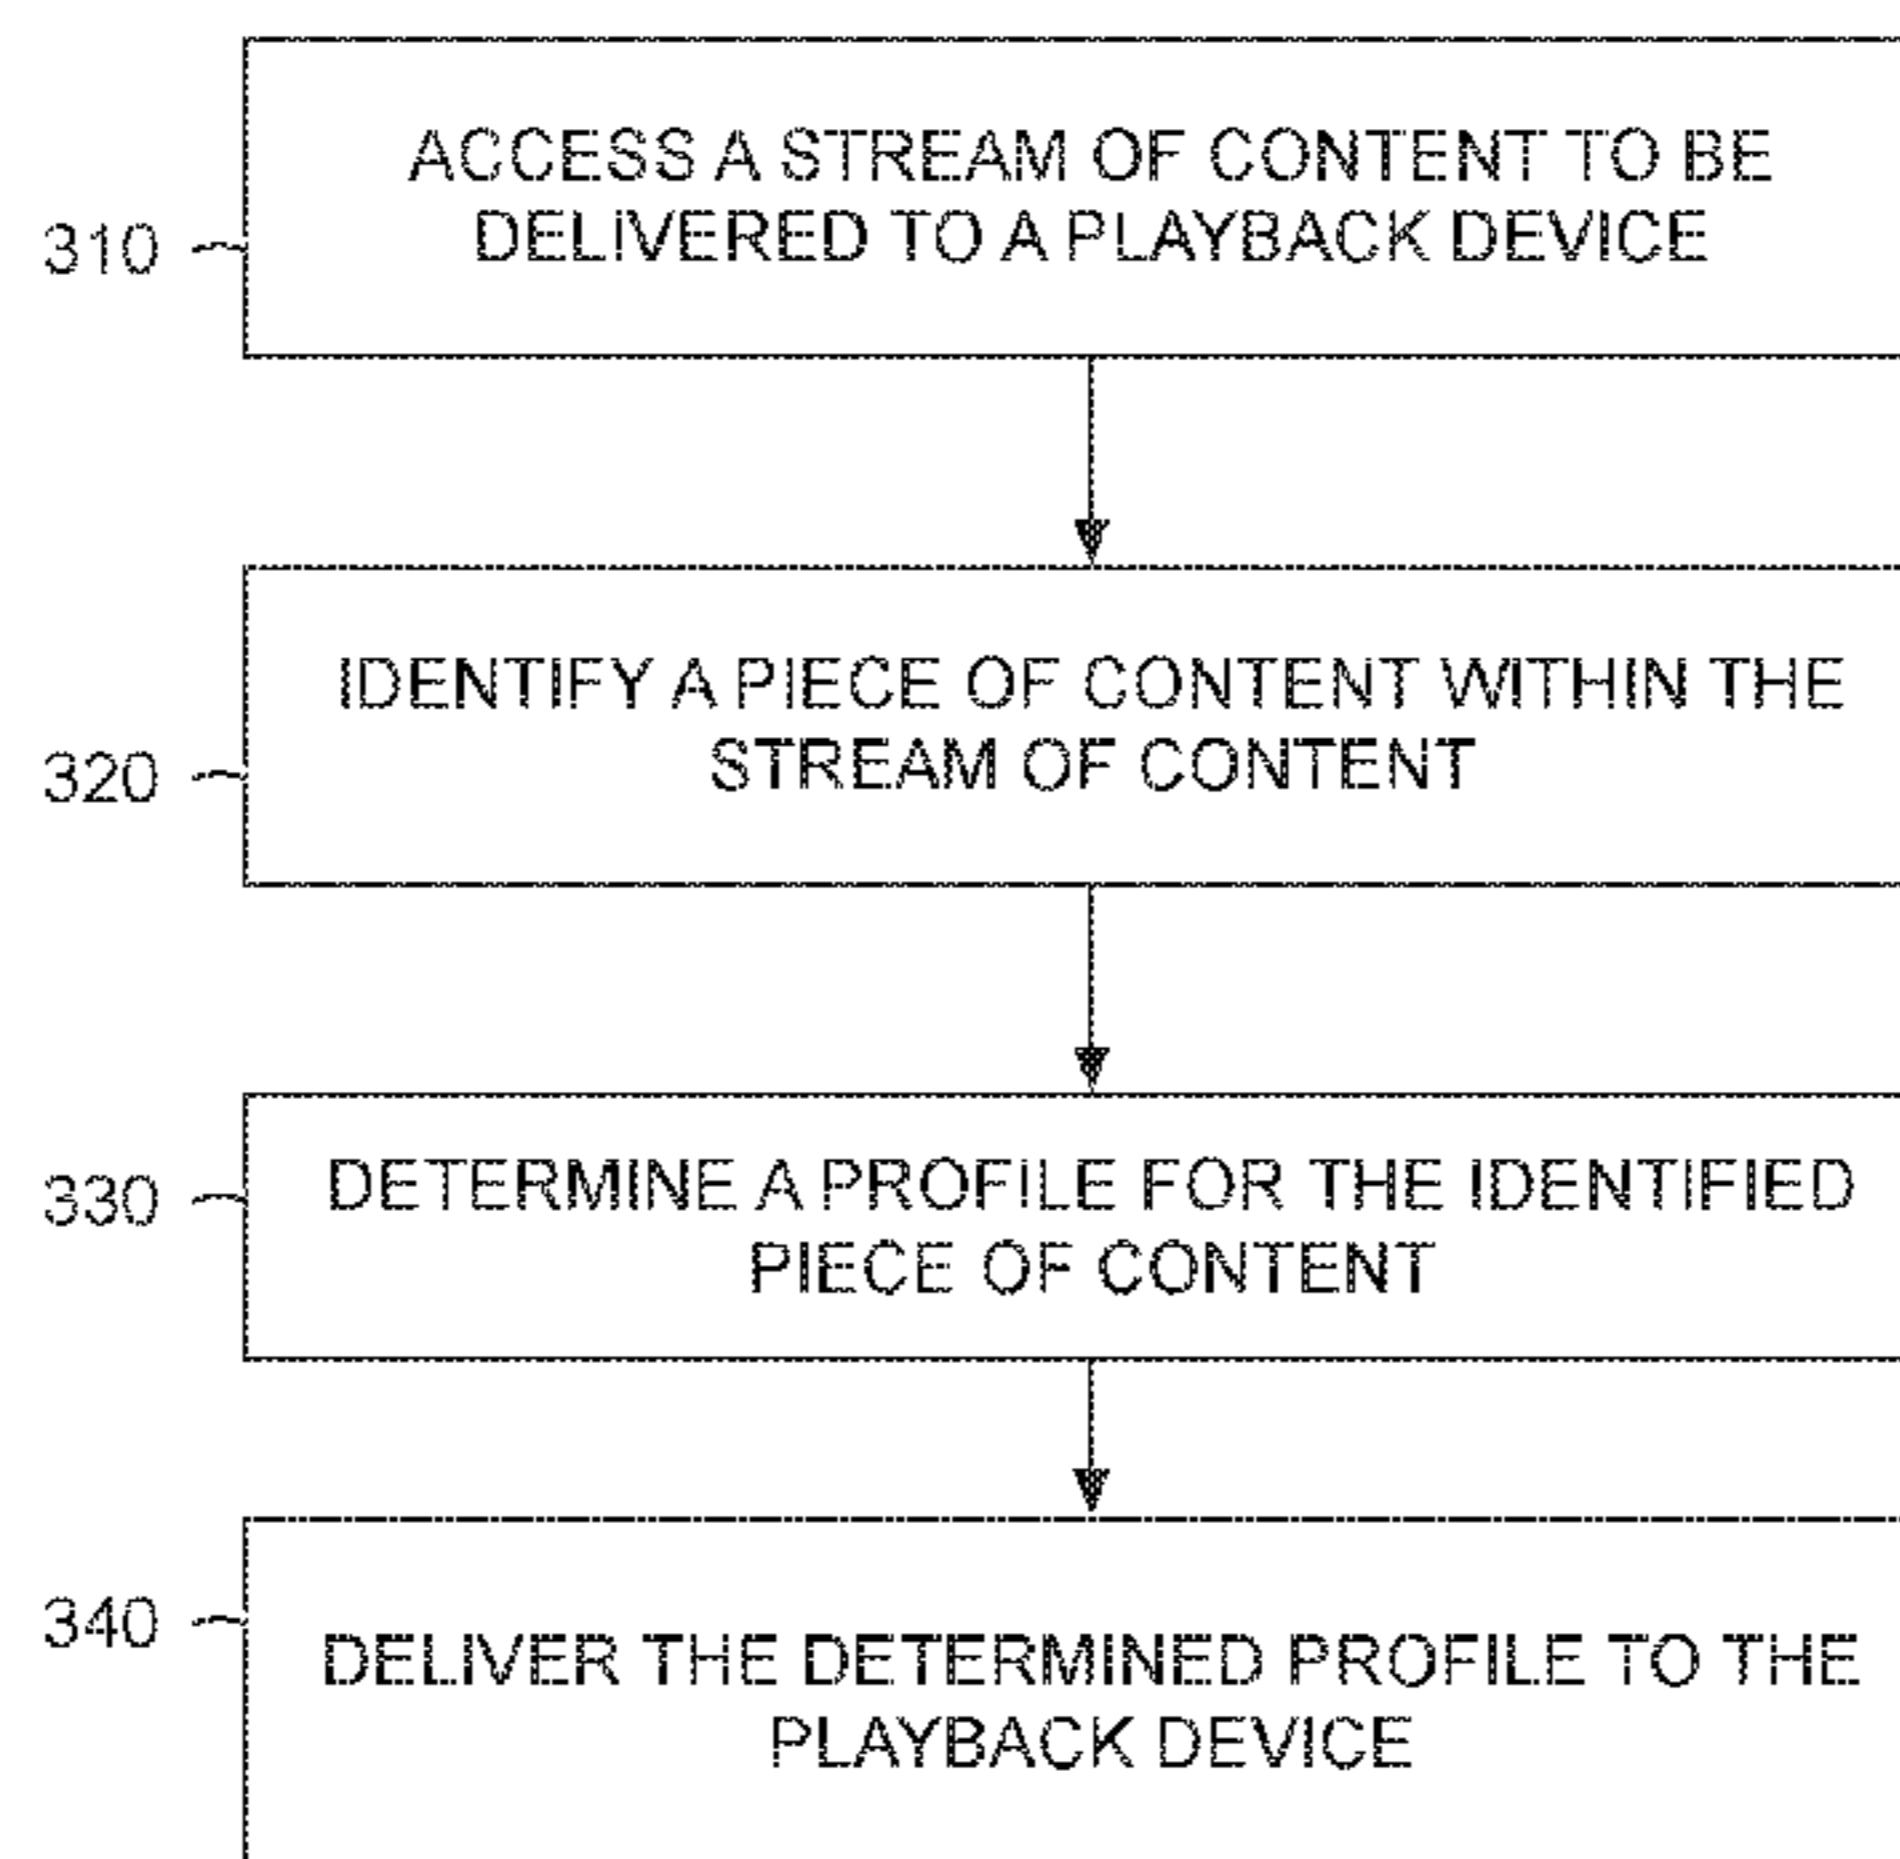 ACCESS A STREAM OF CONTENT TO BE
DELIVERED TO A PLAYBACK DEVICE
310
IDENTIFY A PIECE OF CONTENT WITHIN THE
STREAM OF CONTENT
320
DETERMINE A PROFILE FOR THE IDENTIFIED
PIECE OF CONTENT
330
DELIVER THE DETERMINED PROFILE TO THE
PLAYBACK DEVICE
340